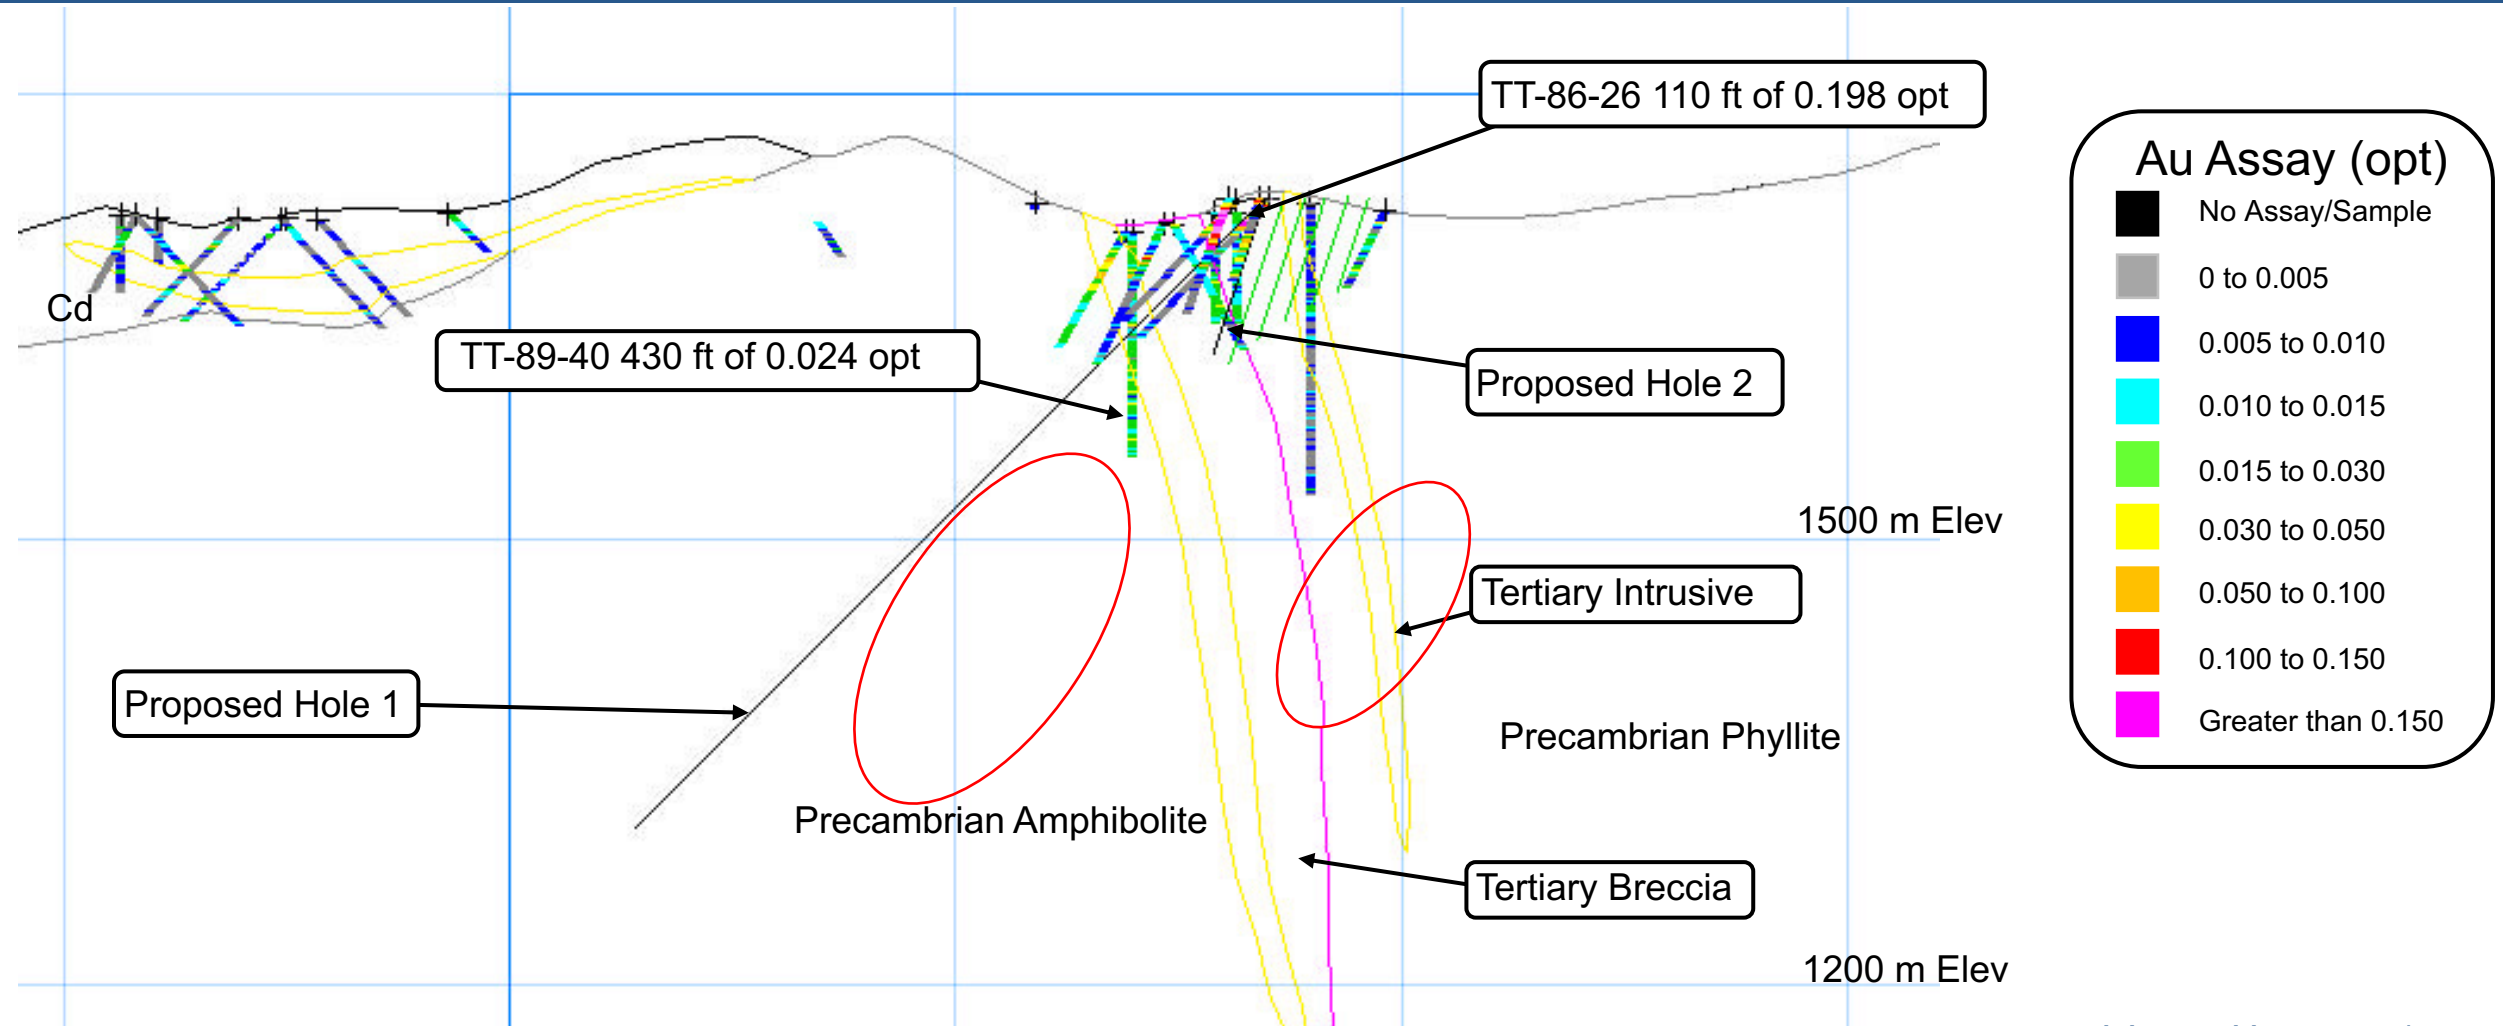 TT-86-26 110 ft of 0.198 opt
Au Assay (opt)
No Assay/Sample
0 to 0.005
0.005 to 0.010
0.010 to 0.015
0.015 to 0.030
0.030 to 0.050
0.050 to 0.100
0.100 to 0.150
Greater than 0.150
Cd
TT-89-40 430 ft of 0.024 opt
Proposed Hole 2
1500 m Elev
Tertiary Intrusive
Proposed Hole 1
Precambrian Phyllite
Precambrian Amphibolite
Tertiary Breccia
1200 m Elev